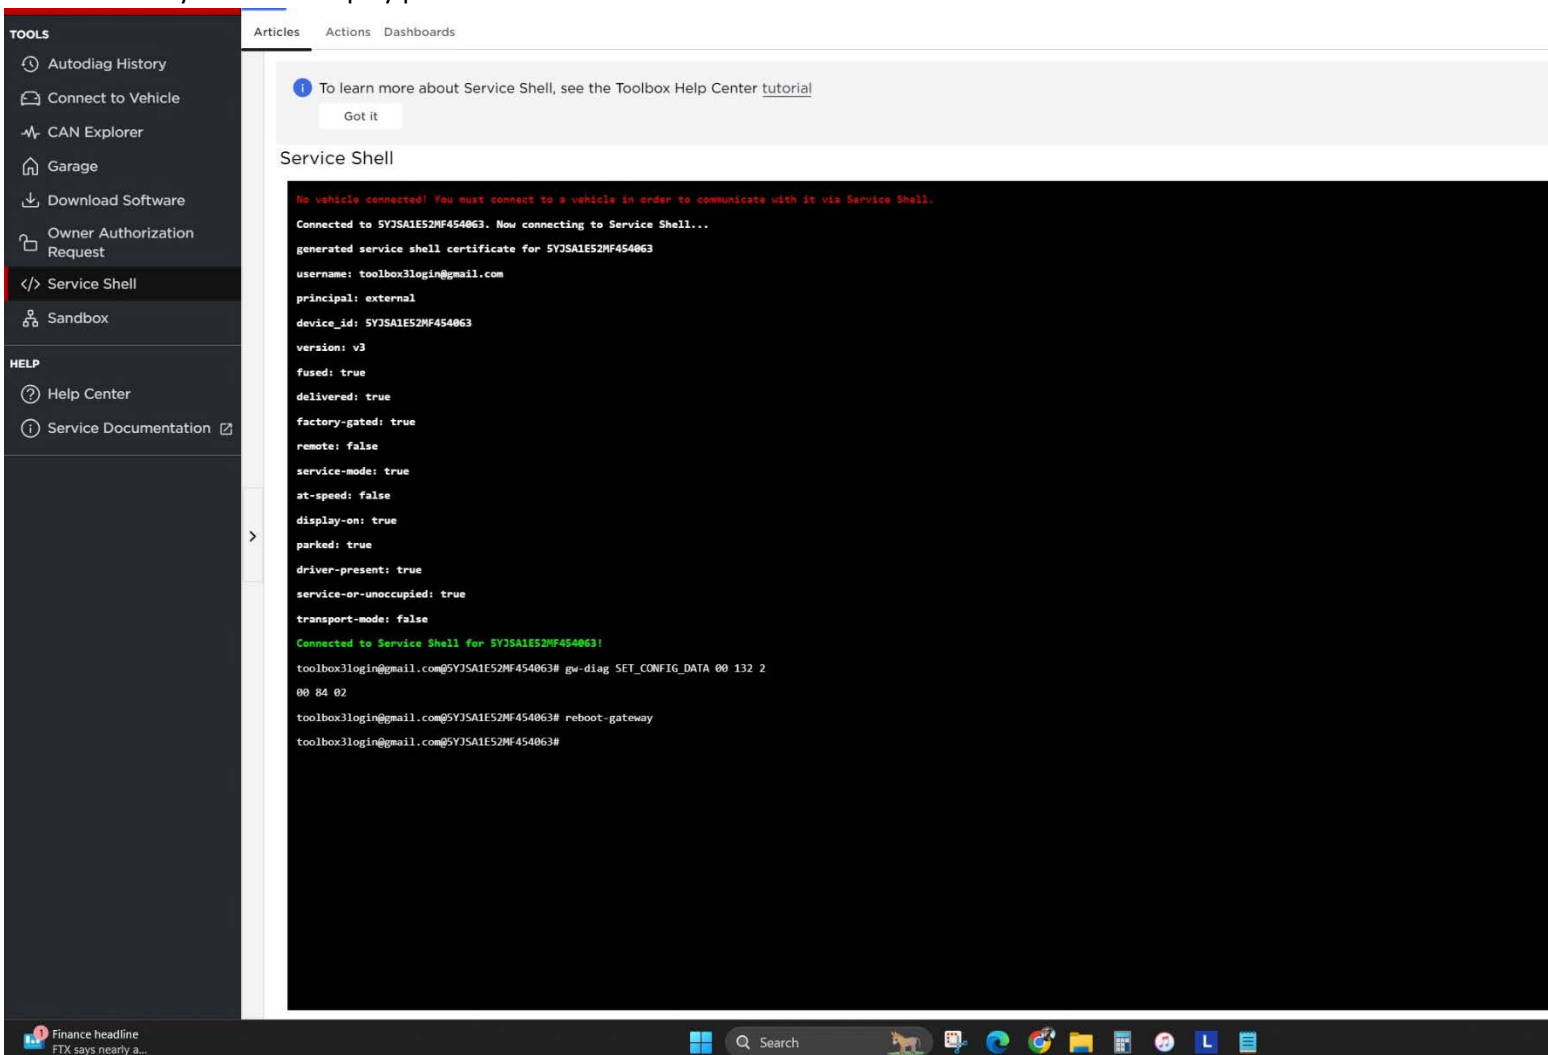 TOOLS
Autodiag History
Connect to Vehicle
CAN Explorer
Garage
Download Software
Owner Authorization
Request
</> Service Shell
Sandbox
HELP
Help Center
Service Documentation
Articles Actions Dashboards
To learn more about Service Shell, see the Toolbox Help Center tutorial
Got it
Service Shell
No vehicle connected! You must connect to a vehicle in order to communicate with it via Service Shell.
Connected to 5YJSA1E52MF454063. Now connecting to Service Shell...
generated service shell certificate for 5YJSA1E52MF454063
username: toolbox3login@gmail.com
principal: external
device_id: 5YJSA1E52MF454063
version: v3
fused: true
delivered: true
factory-gated: true
remote: false
service-mode: true
at-speed: false
display-on: true
parked: true
driver-present: true
service-or-unoccupied: true
transport-mode: false
Connected to Service Shell for 5YJSA1E52MF454063!
toolbox3login@gmail.com@5YJSA1E52MF454063# gw-diag SET_CONFIG_DATA 00 132 2
00 84 02
toolbox3login@gmail.com@5YJSA1E52MF454063# reboot-gateway
toolbox3login@gmail.com@5YJSA1E52MF454063#
1
Finance headline
FTX says nearly a...
Search
L